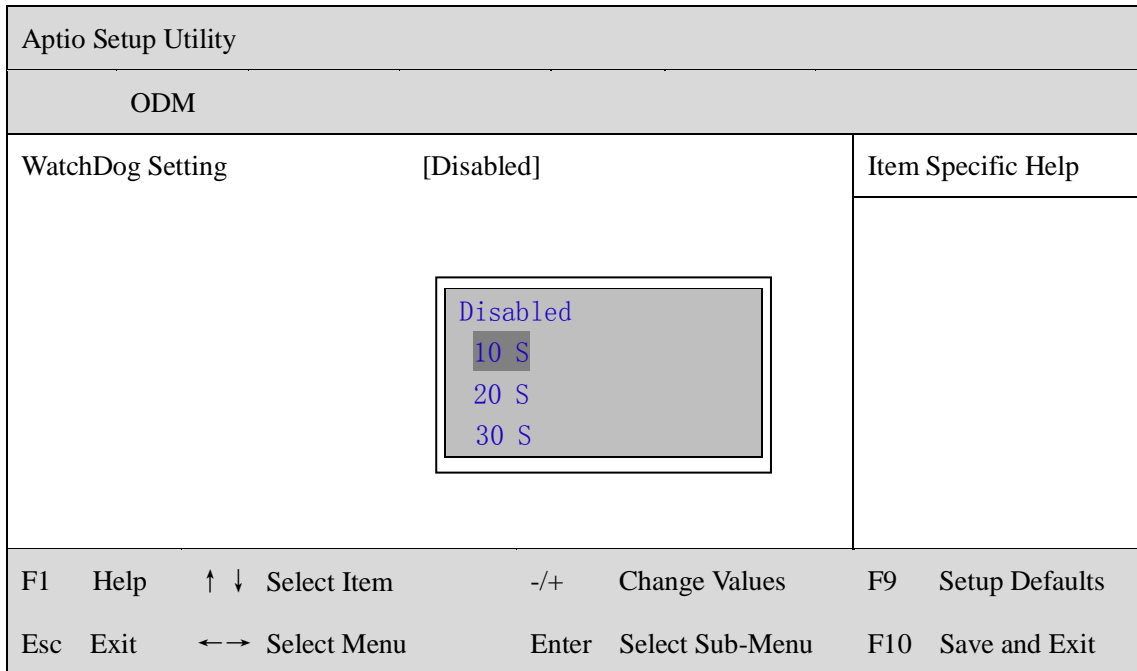 Aptio Setup Utility
ODM
WatchDog Setting [Disabled] Item Specific Help
Disabled
10 S
20 S
30 S
F1 Help ↑ ↓ Select Item -/+ Change Values F9 Setup Defaults
Esc Exit ←→ Select Menu Enter Select Sub-Menu F10 Save and Exit